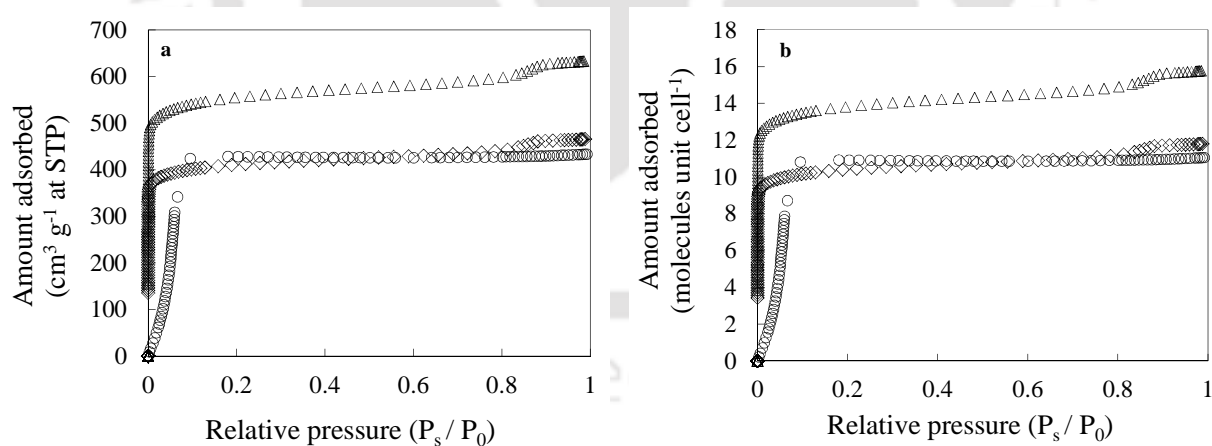 a
700
600
500
400
300
200
100
0
0 0.2 0.4 0.6 0.8 1
Amount adsorbed
(cm³ g⁻¹ at STP)
Relative pressure (Pₛ / P₀)
b
18
16
14
12
10
8
6
4
2
0
0 0.2 0.4 0.6 0.8 1
Amount adsorbed
(molecules unit cell⁻¹)
Relative pressure (Pₛ / P₀)